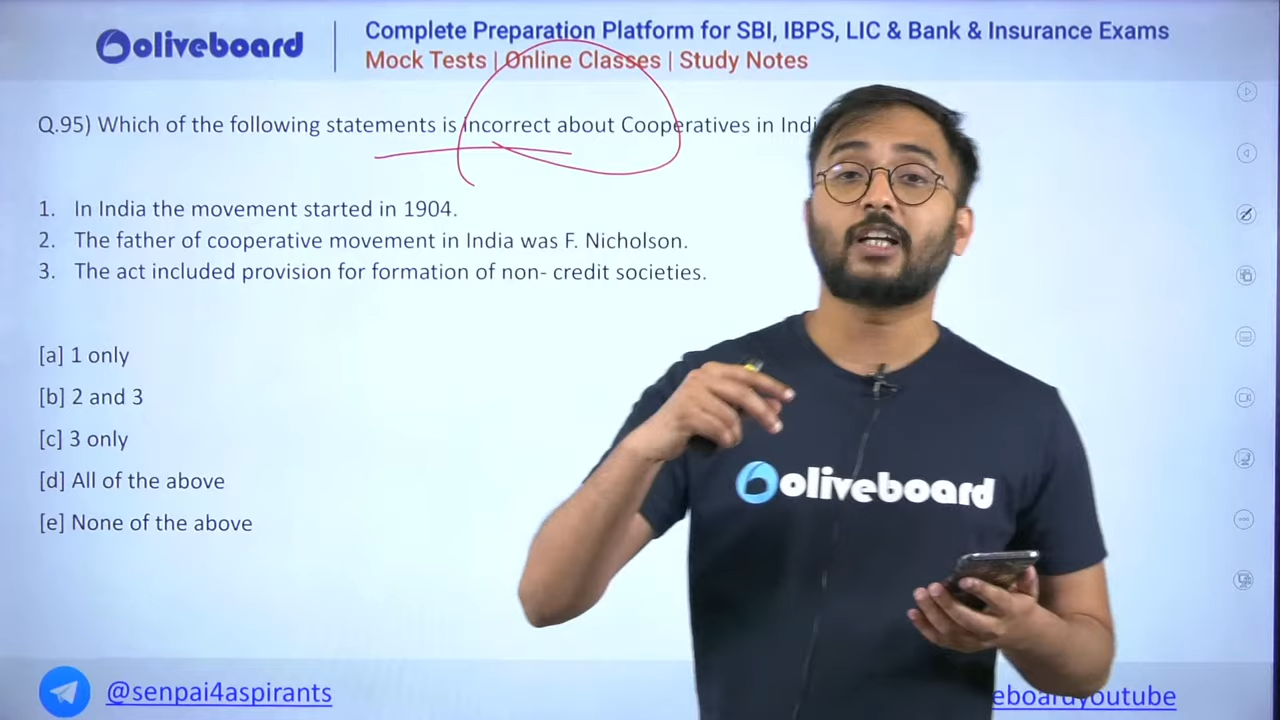 oliveboard
Complete Preparation Platform for SBI, IBPS, LIC & Bank & Insurance Exams
Mock Tests | Online Classes | Study Notes
Q.95) Which of the following statements is incorrect about Cooperatives in
1. In India the movement started in 1904.
2. The father of cooperative movement in India was F. Nicholson.
3. The act included provision for formation of non- credit societies.
[a] 1 only
[b] 2 and 3
[c] 3 only
[d] All of the above
[e] None of the above
oliveboard
@senpai4aspirants